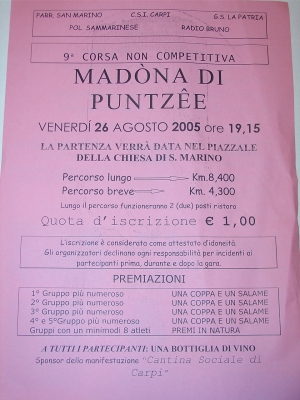 PARR. SAN MARINO C.S.I. CARPI G.S. LA PATRIA
POL. SAMMARINESE RADIO BRUNO
9ª CORSA NON COMPETITIVA
MADÒNA DI
PUNTZÊE
VENERDÍ 26 AGOSTO 2005 ore 19,15
LA PARTENZA VERRÀ DATA NEL PIAZZALE
DELLA CHIESA DI S. MARINO
Percorso lungo Km.8,400
Percorso breve Km. 4,300
Lungo il percorso funzioneranno 2 (due) posti ristoro
Quota d'iscrizione € 1,00
L'iscrizione è considerata come attestato d'idoneità.
Gli organizzatori declinano ogni responsabilità per incidenti ai
partecipanti prima, durante e dopo la gara.
PREMIAZIONI
1° Gruppo più numeroso UNA COPPA E UN SALAME
2° Gruppo più numeroso UNA COPPA E UN SALAME
3° Gruppo più numeroso UNA COPPA E UN SALAME
4° e 5°Gruppo più numeroso UNA COPPA E UN SALAME
Gruppi con un minimodi 8 atleti PREMI IN NATURA
A TUTTI I PARTECIPANTI: UNA BOTTIGLIA DI VINO
Sponsor della manifestazione "Cantina Sociale di
Carpi"